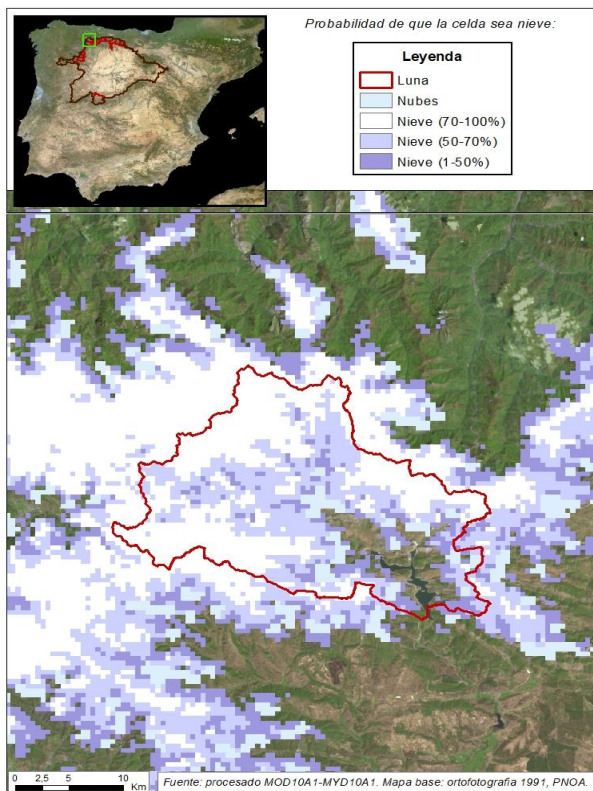 Probabilidad de que la celda sea nieve:
Leyenda
Luna
Nubes
Nieve (70-100%)
Nieve (50-70%)
Nieve (1-50%)
0 2,5 5 10
Km
Fuente: procesado MOD10A1-MYD10A1. Mapa base: ortofotografia 1991, PNOA.